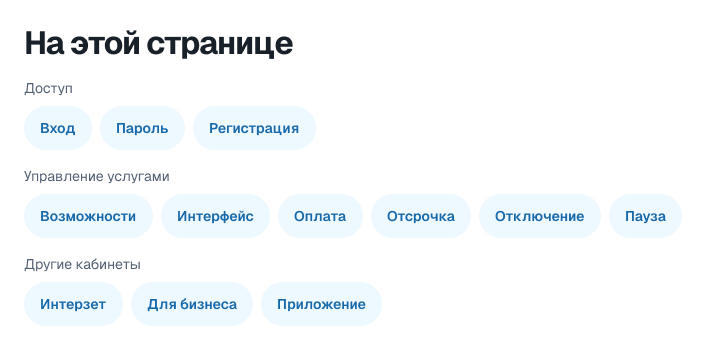 На этой странице
Доступ
Вход Пароль Регистрация
Управление услугами
Возможности Интерфейс Оплата Отсрочка Отключение Пауза
Другие кабинеты
Интерзет Для бизнеса Приложение